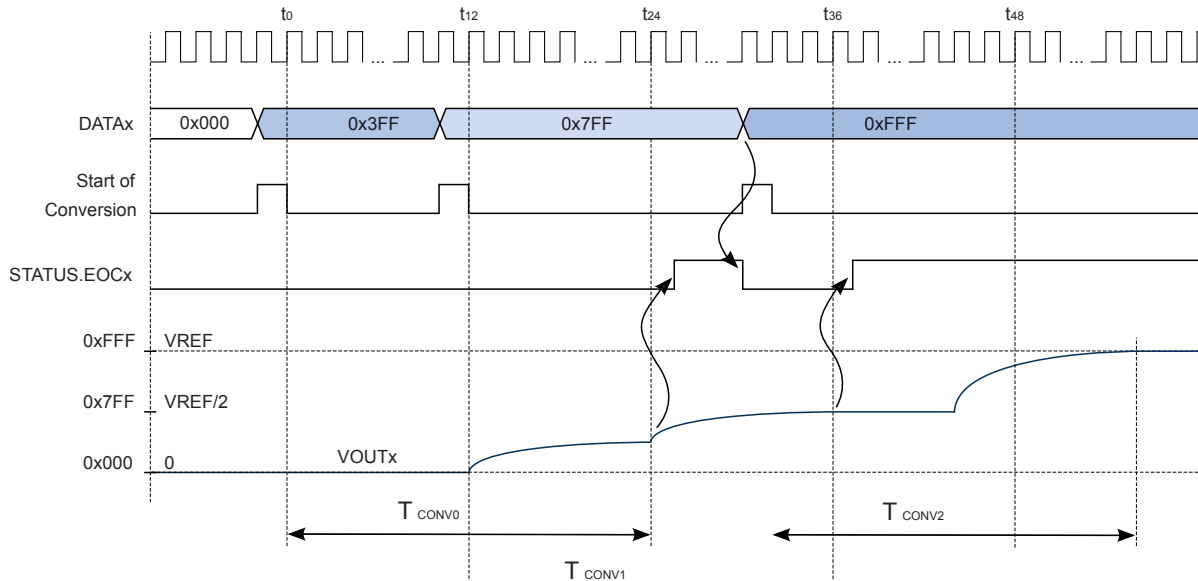 t0 t12 t24 t36 t48
... ... ... ... ...
DATAx 0x000 0x3FF 0x7FF 0xFFF
Start of
Conversion
STATUS.EOCx
0xFFF VREF
0x7FF VREF/2
0x000 0 VOUTx
T CONV0 T CONV2
T CONV1